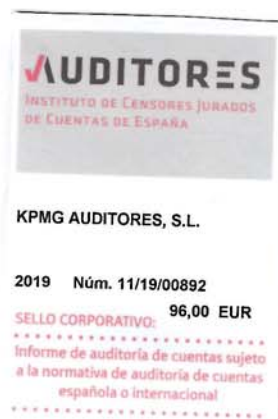 AUDITORES
INSTITUTO DE CENSORES JURADOS
DE CUENTAS DE ESPAÑA
KPMG AUDITORES, S.L.
2019 Núm. 11/19/00892
96,00 EUR
SELLO CORPORATIVO:
Informe de auditoría de cuentas sujeto
a la normativa de auditoría de cuentas
española o internacional